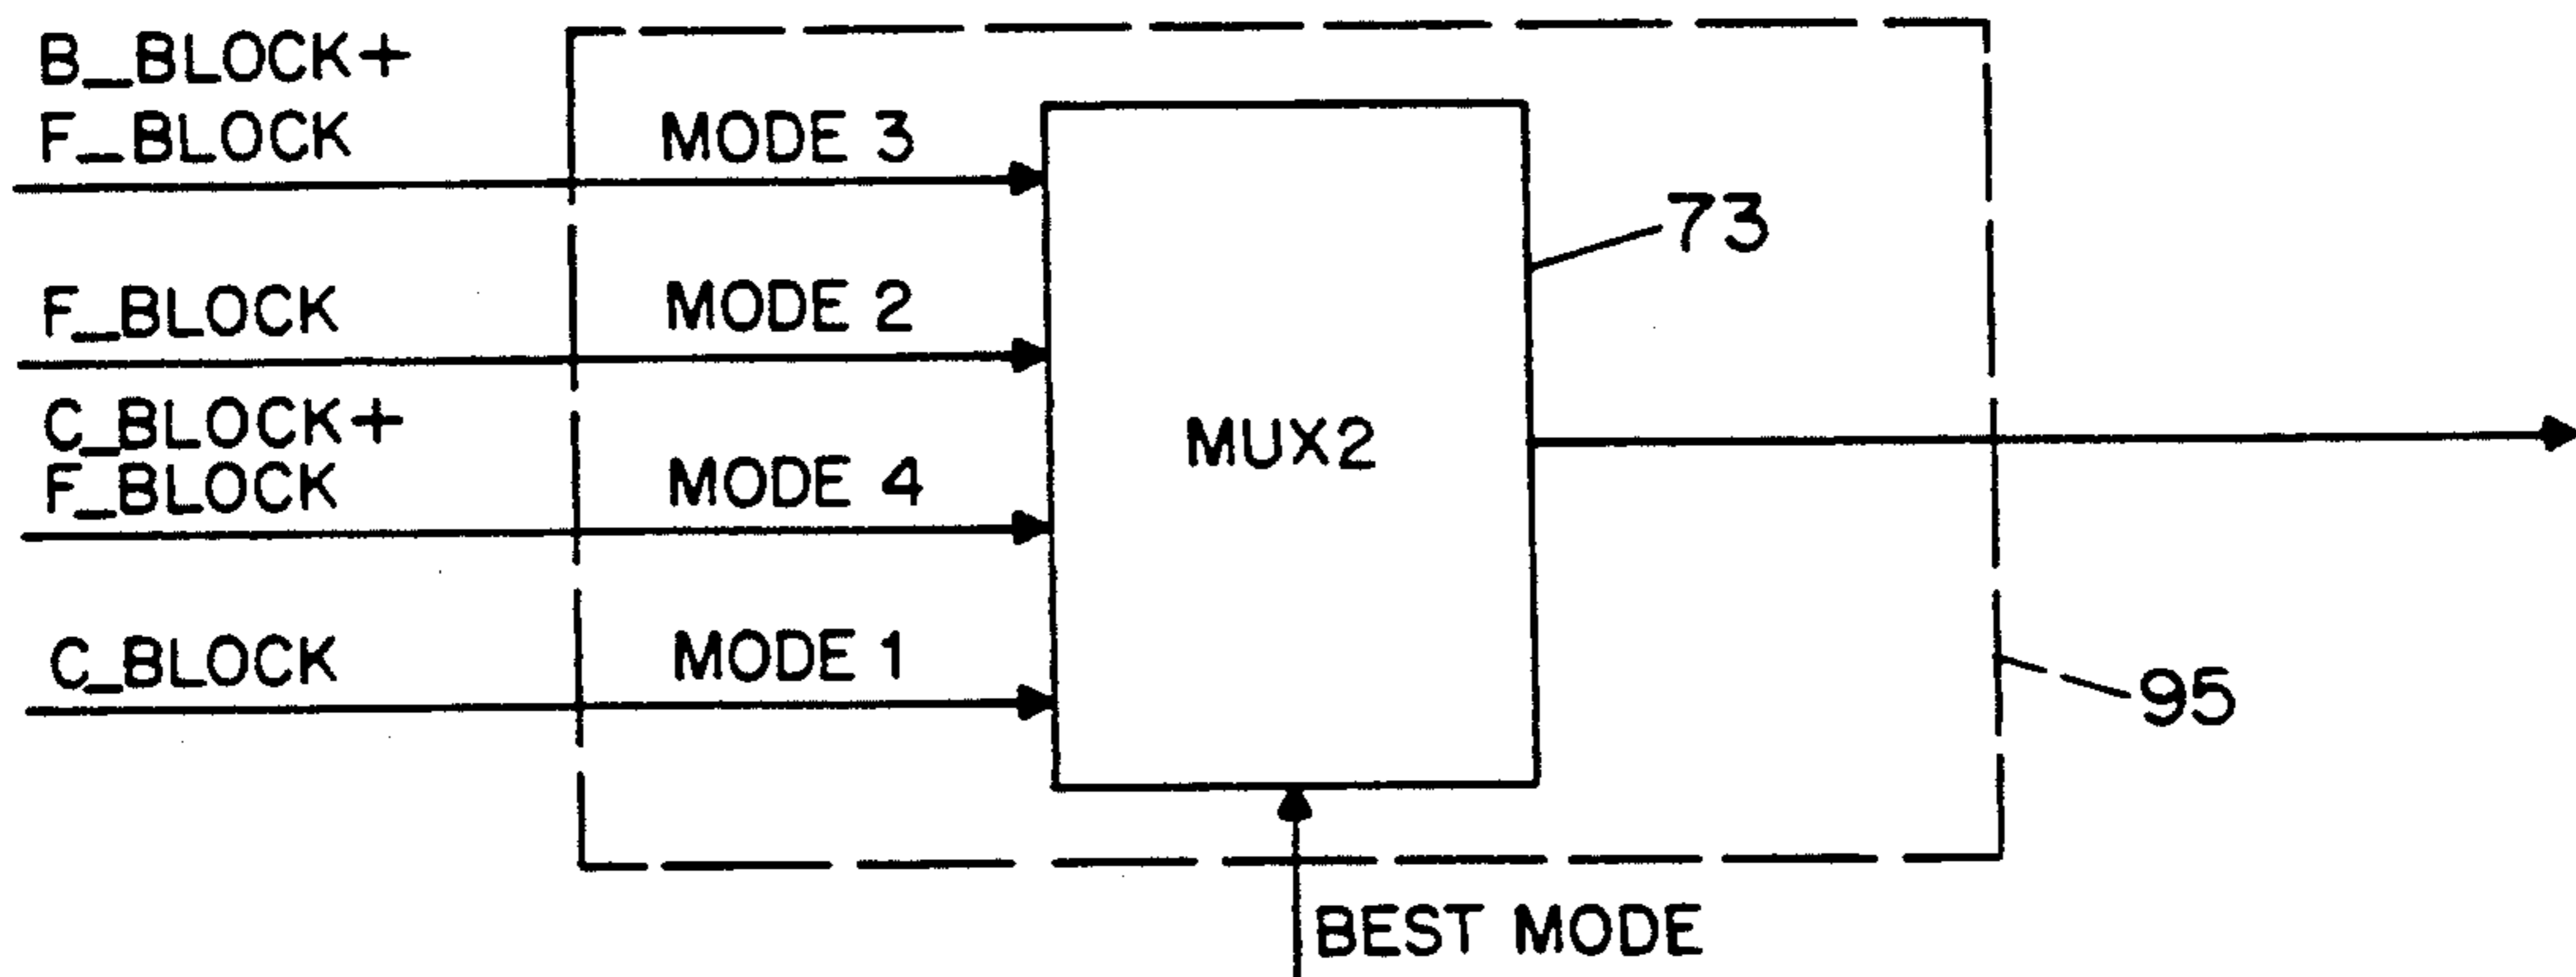 B_BLOCK+
F_BLOCK
MODE 3
73
F_BLOCK
MODE 2
C_BLOCK+
F_BLOCK
MODE 4
MUX2
C_BLOCK
MODE 1
95
BEST MODE